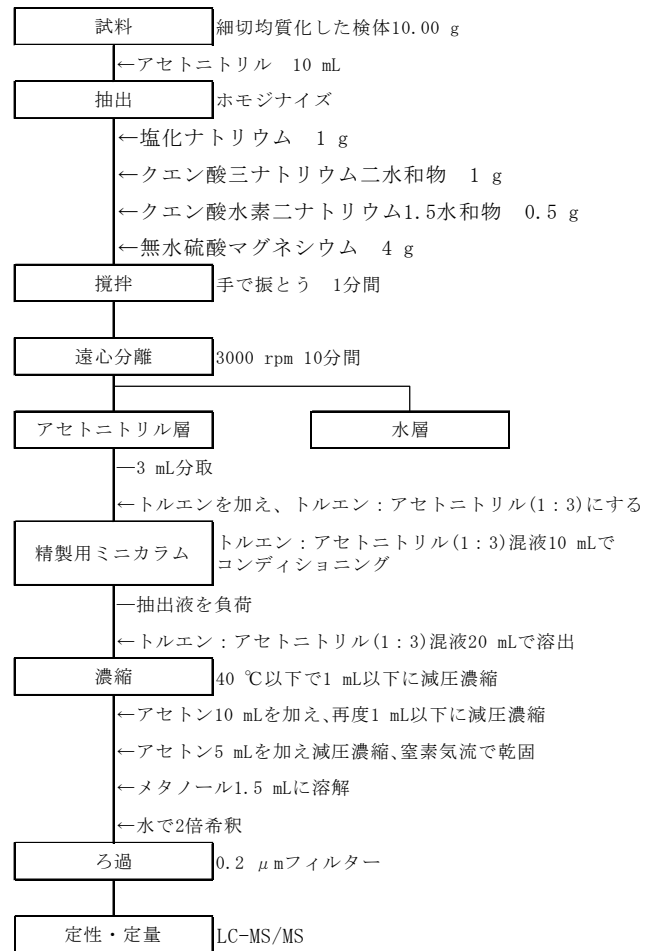 試料 細切均質化した検体10.00 g
←アセトニトリル 10 mL
抽出 ホモジナイズ
←塩化ナトリウム 1 g
←クエン酸三ナトリウム二水和物 1 g
←クエン酸水素二ナトリウム1.5水和物 0.5 g
←無水硫酸マグネシウム 4 g
撹拌 手で振とう 1分間
遠心分離 3000 rpm 10分間
アセトニトリル層 水層
―3 mL分取
←トルエンを加え、トルエン：アセトニトリル(1：3)にする
精製用ミニカラム トルエン：アセトニトリル(1：3)混液10 mLで
コンディショニング
―抽出液を負荷
←トルエン：アセトニトリル(1：3)混液20 mLで溶出
濃縮 40 ℃以下で1 mL以下に減圧濃縮
←アセトン10 mLを加え、再度1 mL以下に減圧濃縮
←アセトン5 mLを加え減圧濃縮、窒素気流で乾固
←メタノール1.5 mLに溶解
←水で2倍希釈
ろ過 0.2 μmフィルター
定性・定量 LC-MS/MS